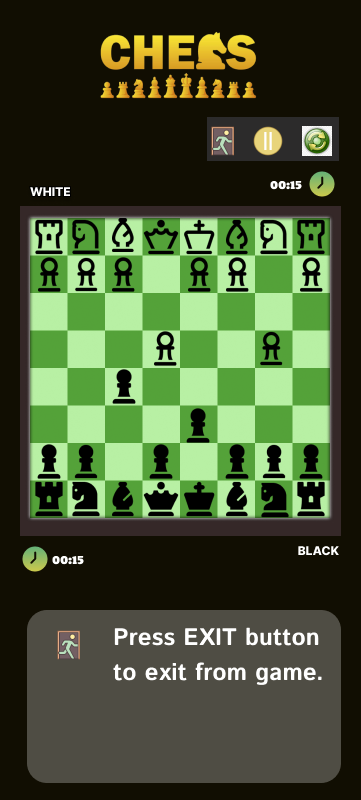 CHESS
WHITE
00:15
00:15
BLACK
Press EXIT button
to exit from game.